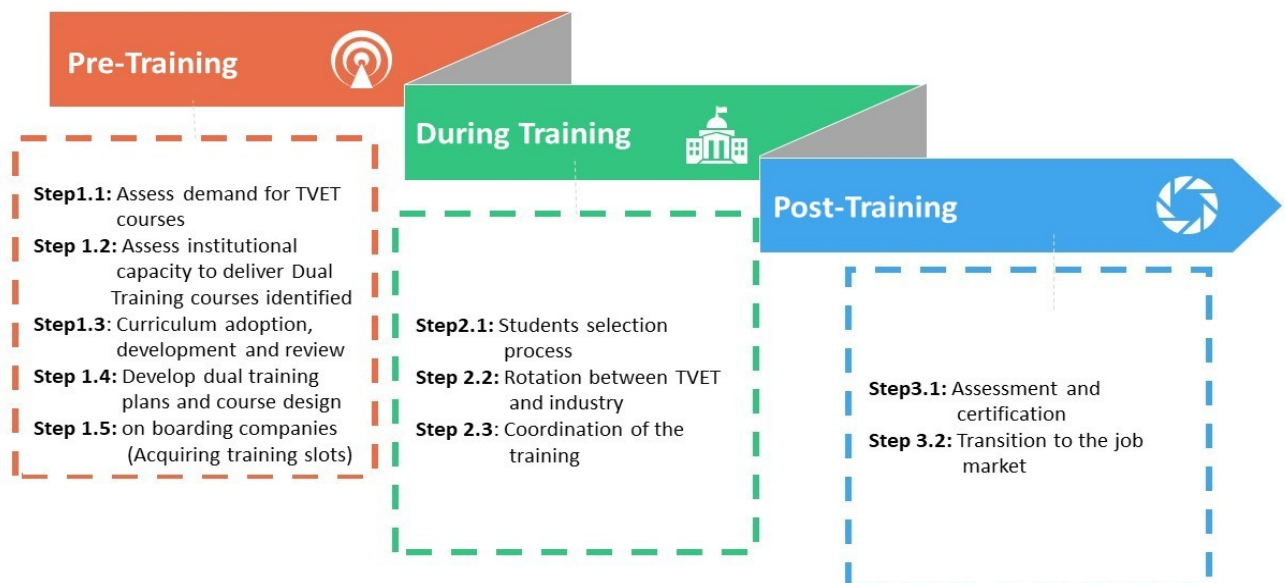 Pre-Training
Step1.1: Assess demand for TVET
courses
Step 1.2: Assess institutional
capacity to deliver Dual
Training courses identified
Step1.3: Curriculum adoption,
development and review
Step 1.4: Develop dual training
plans and course design
Step 1.5: on boarding companies
(Acquiring training slots)
During Training
Step2.1: Students selection
process
Step 2.2: Rotation between TVET
and industry
Step 2.3: Coordination of the
training
Post-Training
Step3.1: Assessment and
certification
Step 3.2: Transition to the job
market